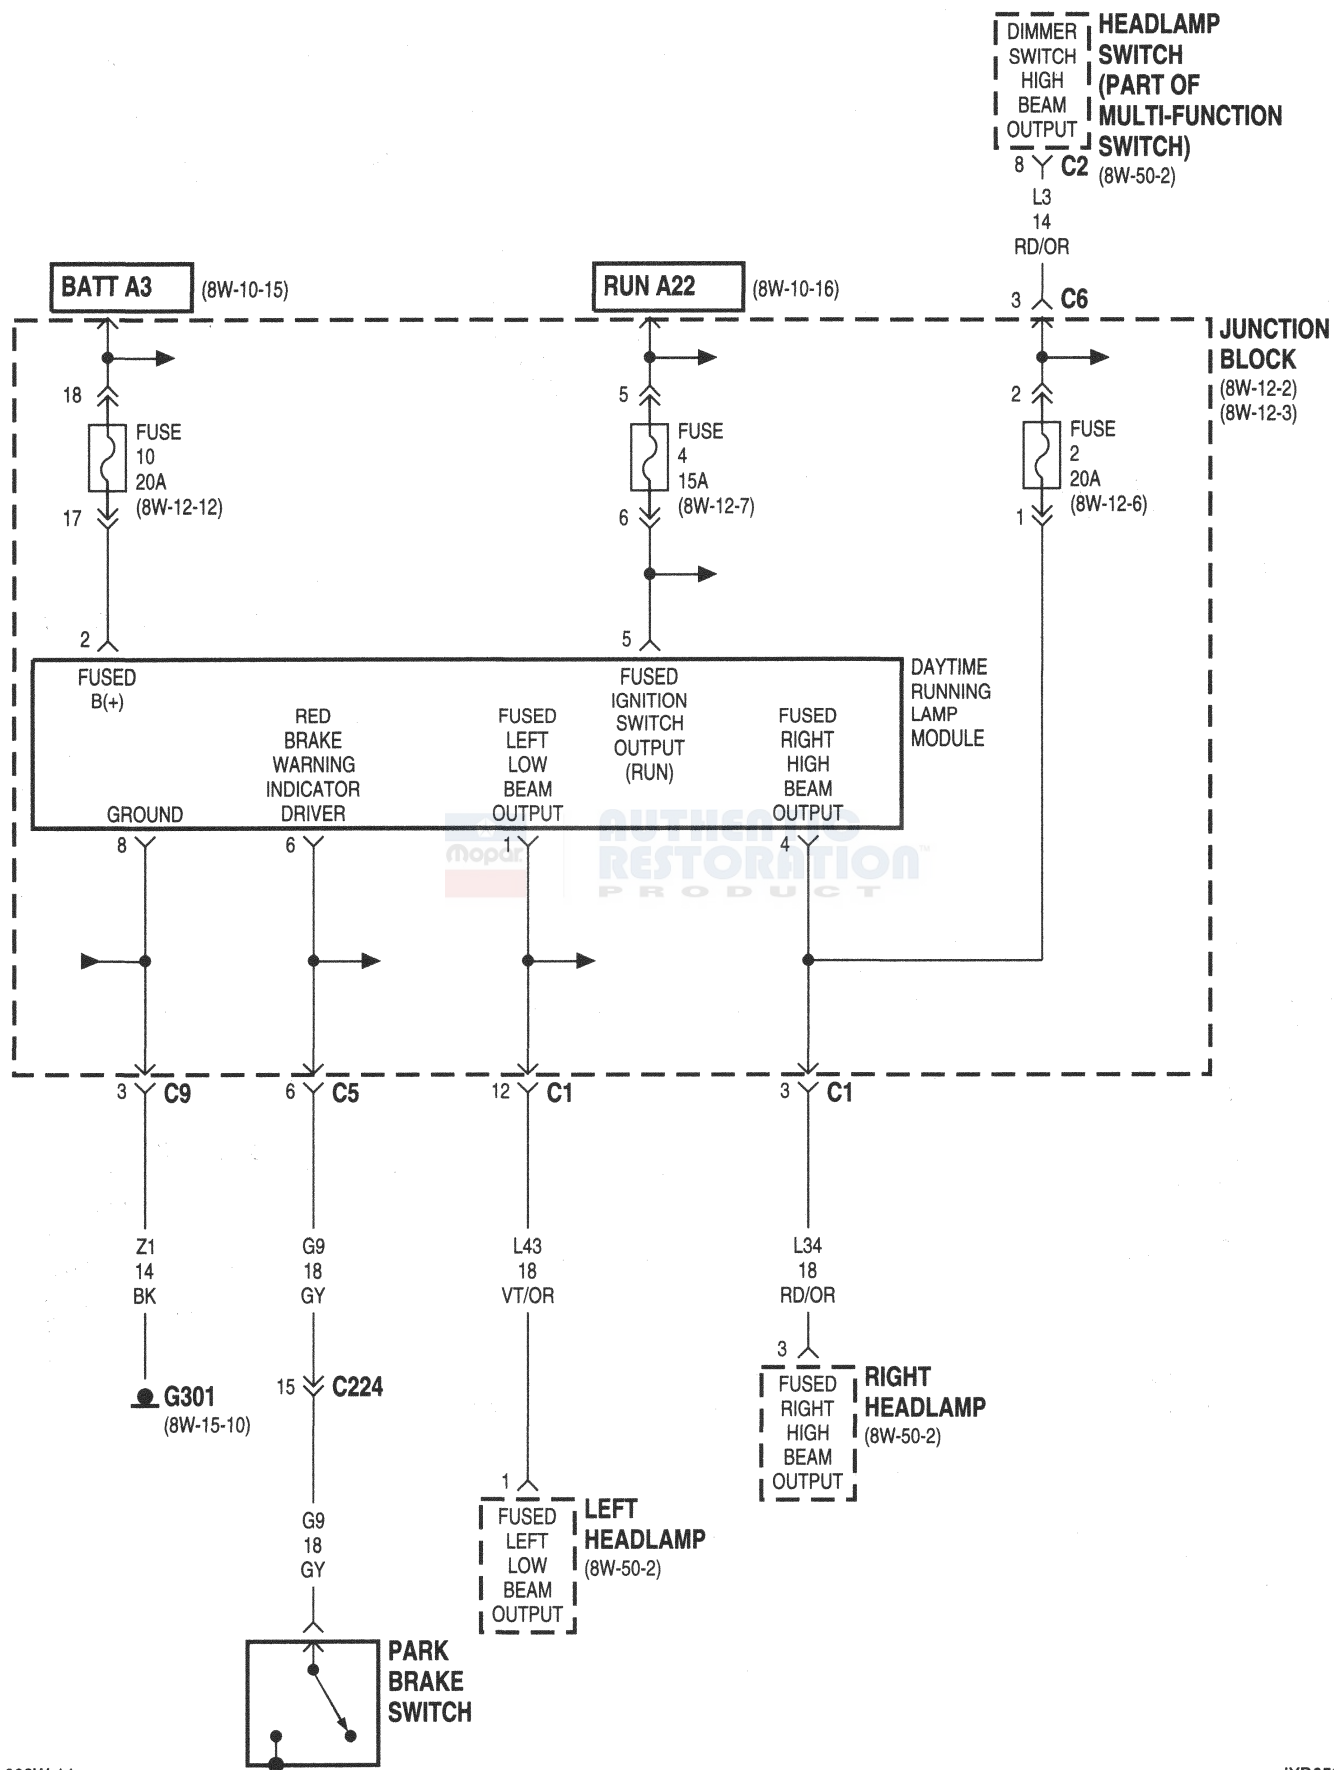 DIMMER
SWITCH
HIGH
BEAM
OUTPUT
HEADLAMP
SWITCH
(PART OF
MULTI-FUNCTION
SWITCH)
(8W-50-2)
8
C2
L3
14
RD/OR
BATT A3
(8W-10-15)
RUN A22
(8W-10-16)
3
C6
JUNCTION
BLOCK
(8W-12-2)
(8W-12-3)
18
FUSE
10
20A
(8W-12-12)
17
5
FUSE
4
15A
(8W-12-7)
6
2
FUSE
2
20A
(8W-12-6)
1
2
5
FUSED
B(+)
RED
BRAKE
WARNING
INDICATOR
DRIVER
FUSED
LEFT
LOW
BEAM
OUTPUT
FUSED
IGNITION
SWITCH
OUTPUT
(RUN)
FUSED
RIGHT
HIGH
BEAM
OUTPUT
DAYTIME
RUNNING
LAMP
MODULE
GROUND
Mopar
AUTHENTIC
RESTORATION™
PRODUCT
8
6
1
4
3
C9
6
C5
12
C1
3
C1
Z1
14
BK
G9
18
GY
L43
18
VT/OR
L34
18
RD/OR
G301
(8W-15-10)
15
C224
3
FUSED
RIGHT
HIGH
BEAM
OUTPUT
RIGHT
HEADLAMP
(8W-50-2)
G9
18
GY
1
FUSED
LEFT
LOW
BEAM
OUTPUT
LEFT
HEADLAMP
(8W-50-2)
PARK
BRAKE
SWITCH